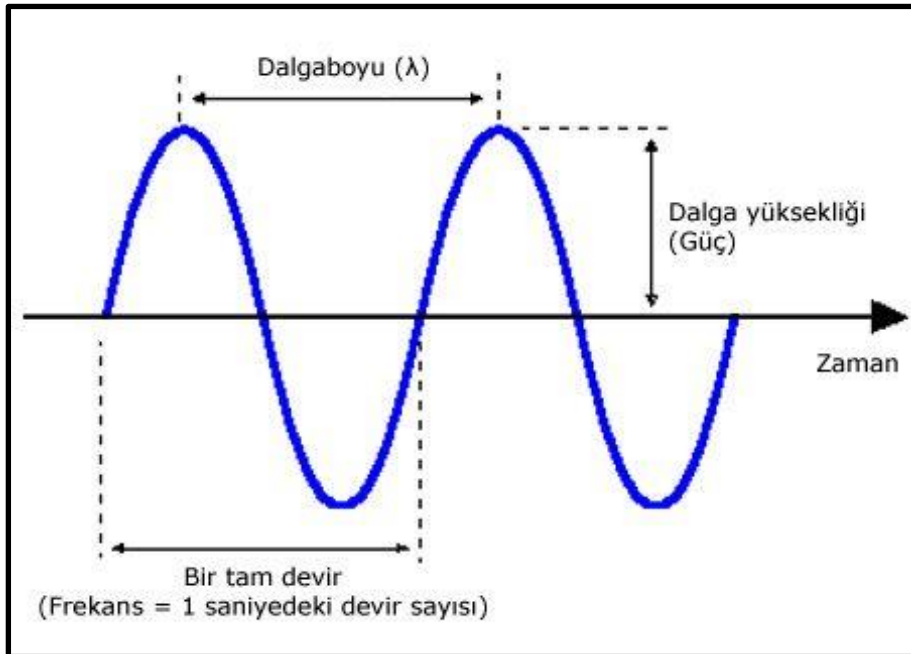 Dalgaboyu (λ)
Dalga yüksekliği
(Güç)
Zaman
Bir tam devir
(Frekans = 1 saniyedeki devir sayısı)